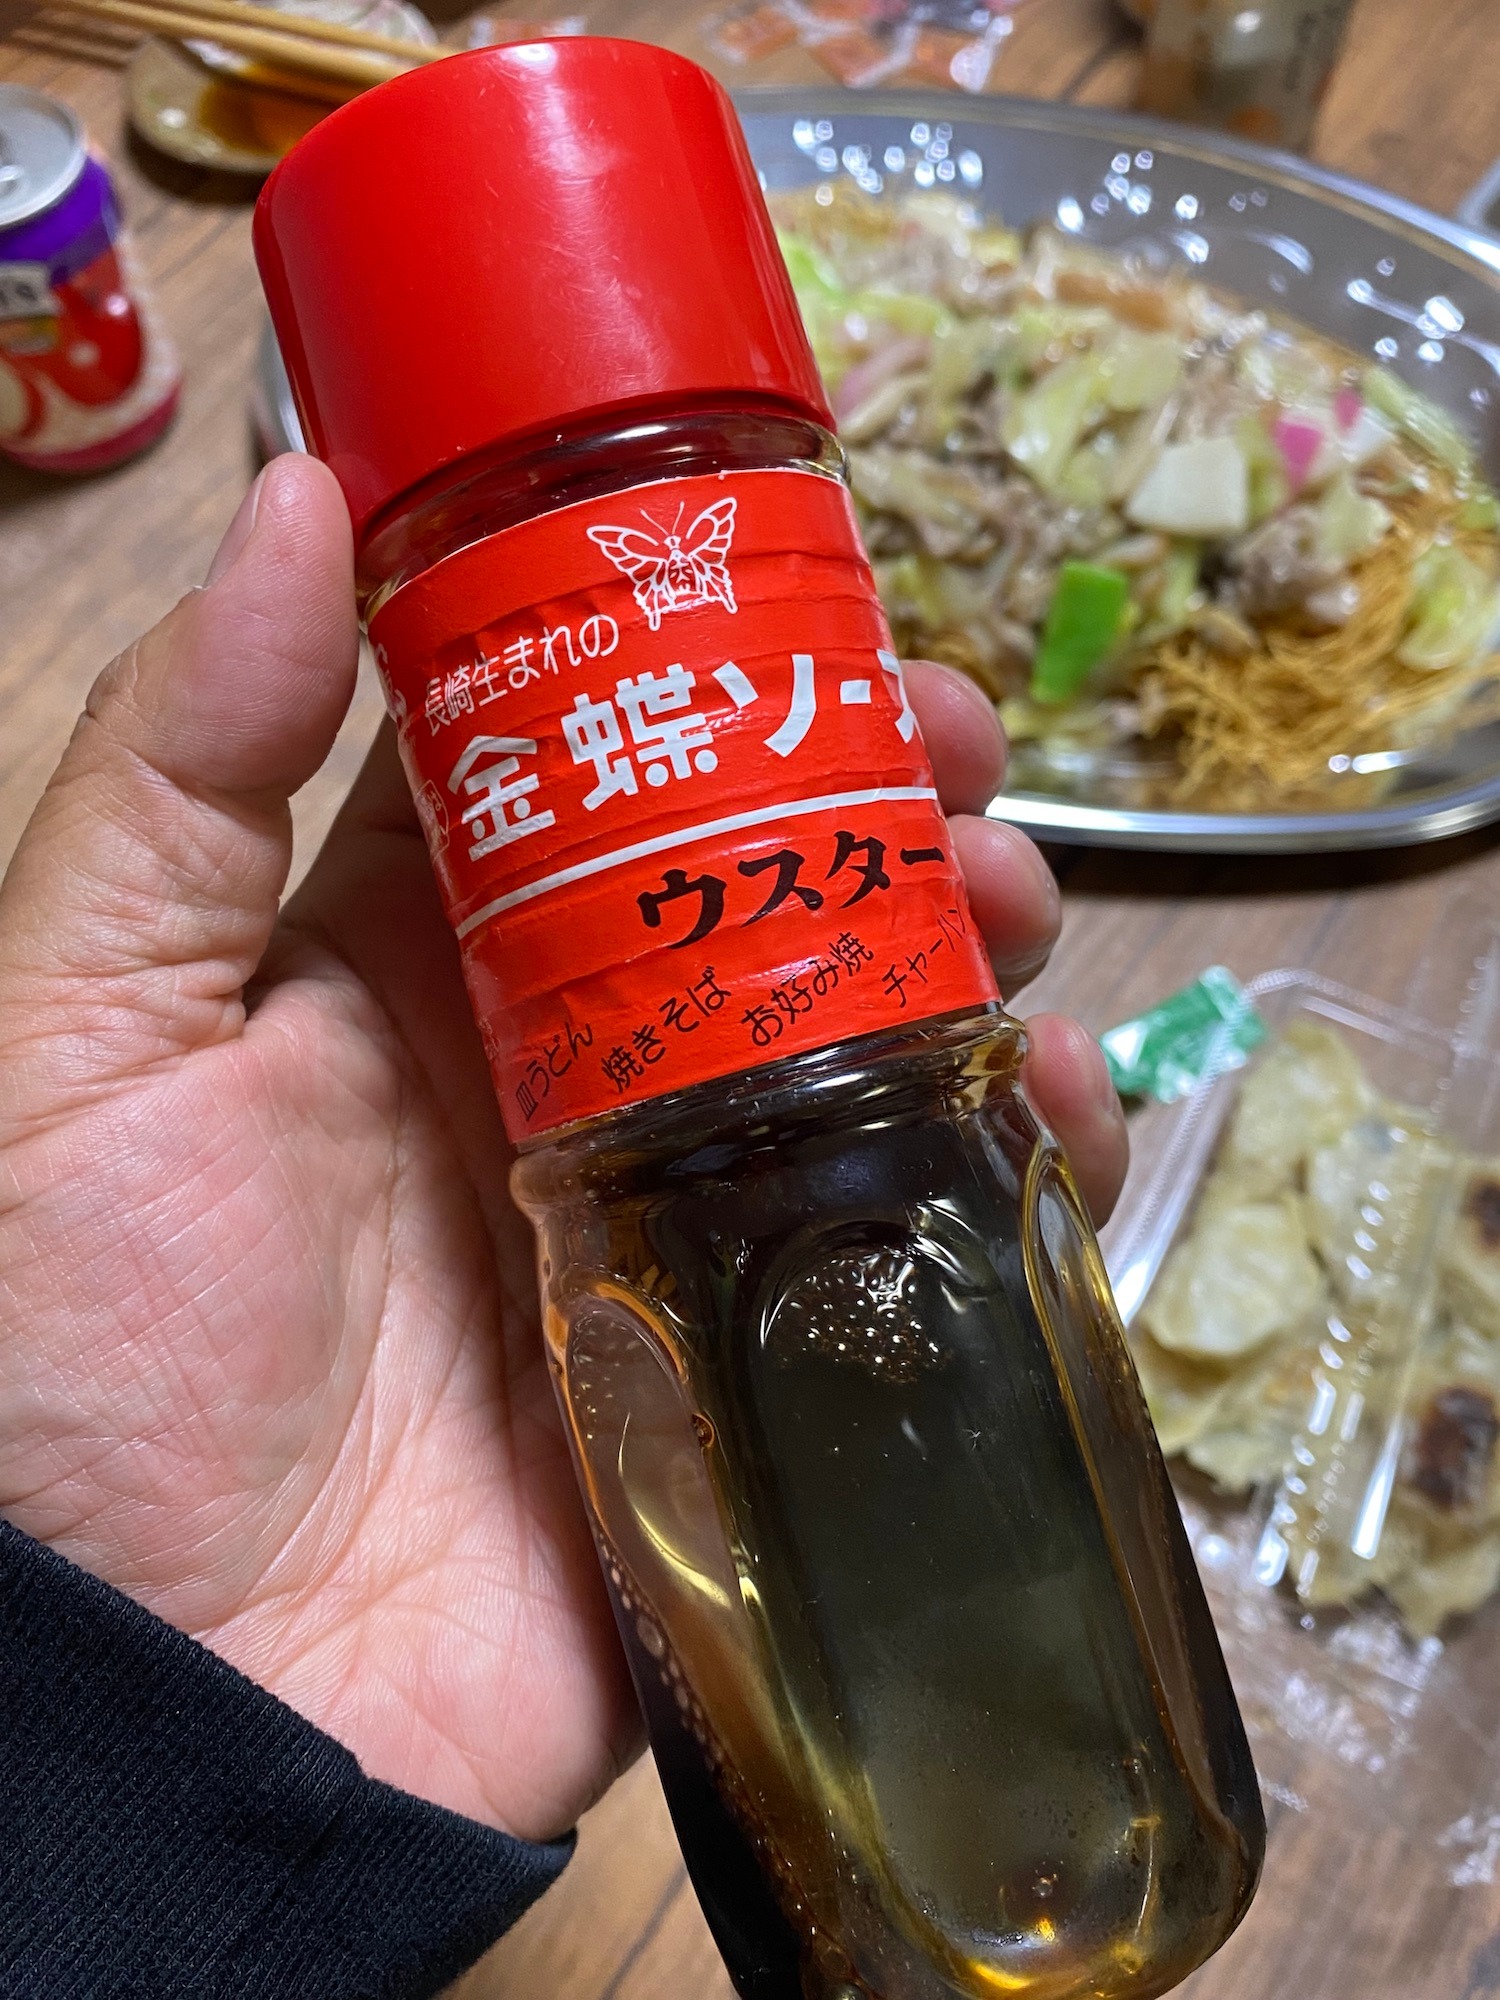 長崎生まれの
金蝶ソース
ウスター
皿うどん 焼きそば お好み焼 チャーハン